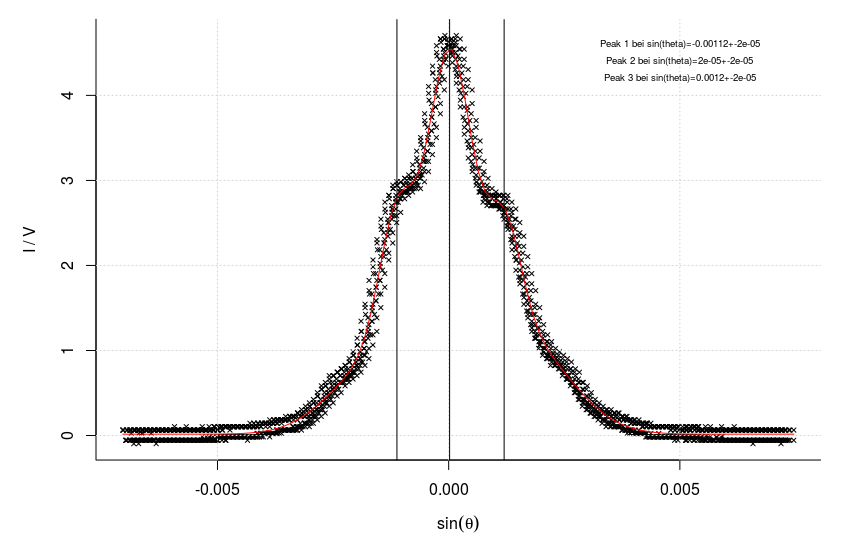 Peak 1 bei sin(theta)=-0.00112+-2e-05
Peak 2 bei sin(theta)=2e-05+-2e-05
Peak 3 bei sin(theta)=0.0012+-2e-05
I / V
4
3
2
1
0
-0.005 0.000 0.005
sin(θ)